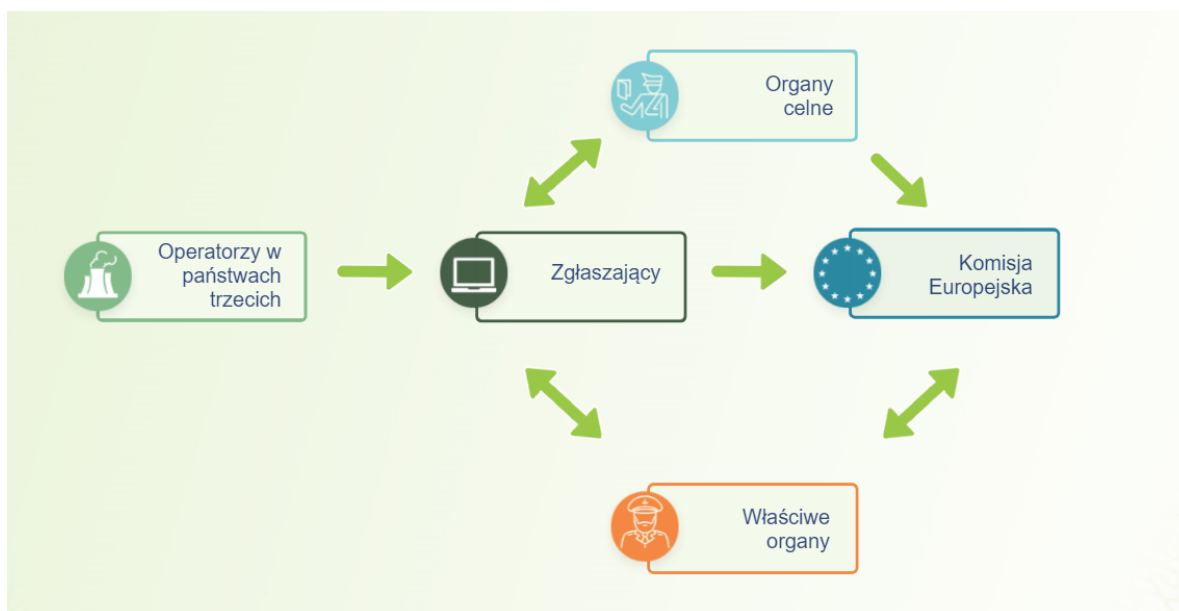 Organy
celne
Operatorzy w
państwach
trzecich
Zgłaszający
Komisja
Europejska
Właściwe
organy